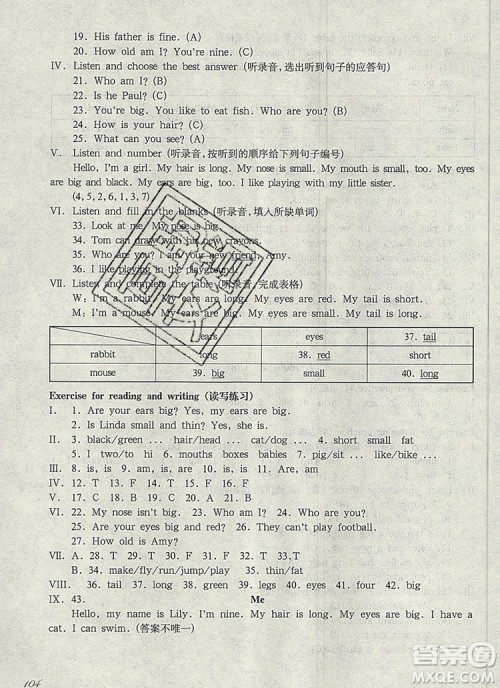 19. His father is fine. (C)
20. How old am I? You're nine. (C)
IV. Listen and choose the best answer (听录音,选出听到句子的应答句)
21. Who am I? (B)
22. Is he Paul? (A)
23. You're big. You like to eat fish. Who are you? (B)
24. How is your hair? (C)
25. What can you see? (A)
V. Listen and number (听录音,按听到的顺序给下列句子编号)
Hello, I'm a girl. My hair is long. My nose is small. My mouth is small, too. My eyes
are big and black. My ears are big, too. I like playing with my little sister.
(4, 5, 2, 6, 1, 3, 7)
VI. Listen and fill in the blanks (听录音,填入所缺单词)
33. Look at me. My nose is big.
34. Tom can draw with his new crayons.
35. Who are you? I am your new friend, Amy.
36. I like playing in the playground.
VII. Listen and complete the table (听录音,完成表格)
W: I'm a rabbit. My ears are long. My eyes are red. My tail is short.
M: I'm a mouse. My ears are big. My eyes are small. My tail is long.
ears eyes 37. tail
rabbit long 38. red short
mouse 39. big small 40. long
Exercise for reading and writing (读写练习)
I. 1. Are your ears big? Yes, my ears are big.
2. Is Linda small and thin? Yes, she is.
II. 3. black/green ... hair/head ... cat/dog ... 4. short small fat
5. I two/to hi 6. mouths boxes babies 7. pig/sit ... like/bike ...
III. 8. is, is 9. is, am, is 10. is, are 11. Are, am
IV. 12. T 13. F 14. T 15. F 16. F
V. 17. C 18. B 19. B 20. A 21. B
VI. 22. My nose isn't big. 23. Who is she? 24. Who am I?
25. Are your eyes big and red? 26. They can't play football.
27. Who are you?
VII. A. 28. T 29. F 30. F 31. F 32. T 33. T
B. 34. make/fly/run/jump/play 35. thin/fat
VIII. 36. tail 37. long 38. green 39. legs 40. eyes 41. red 42. big
IX. 43. Me
Hello, my name is Lily. I'm nine. My hair is long. My eyes are big. I have a
cat. I can swim. (答案不唯一)
104
MXQE.COM